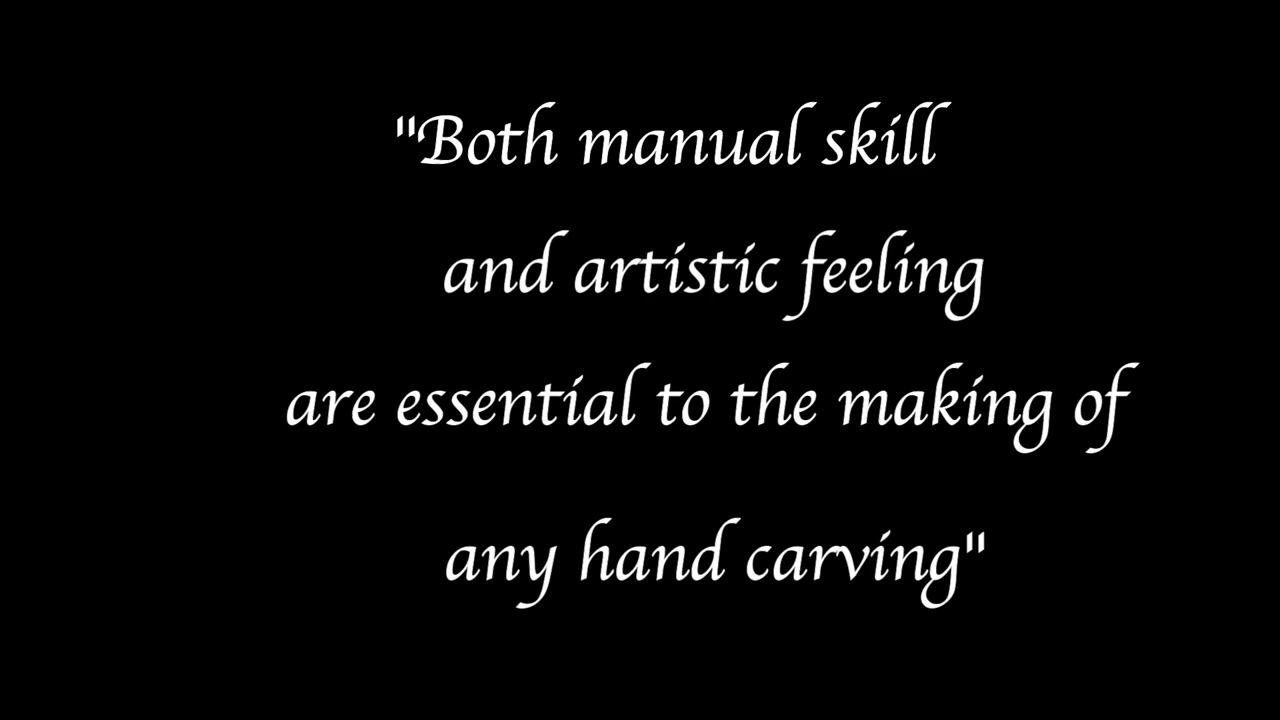 "Both manual skill
and artistic feeling
are essential to the making of
any hand carving"